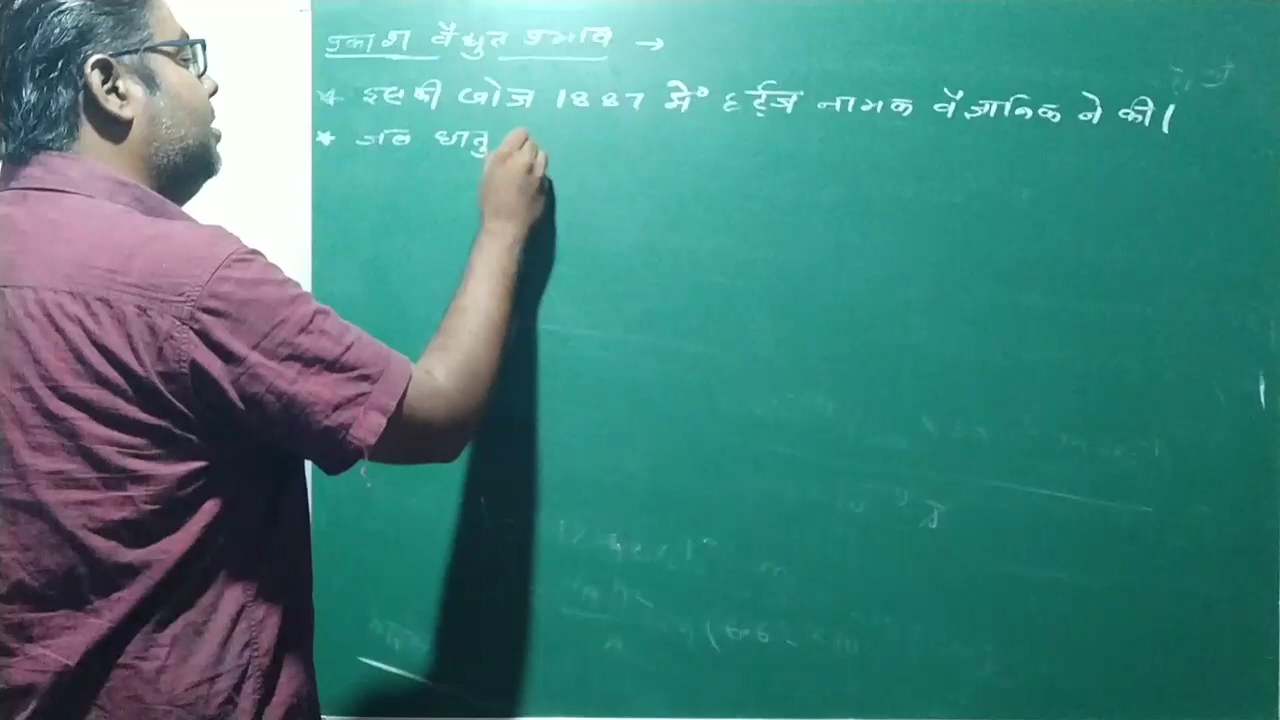 प्रकाश वैद्युत प्रभाव →
* इसकी खोज 1887 में हर्ट्ज नामक वैज्ञानिक ने की।
* जब धातु